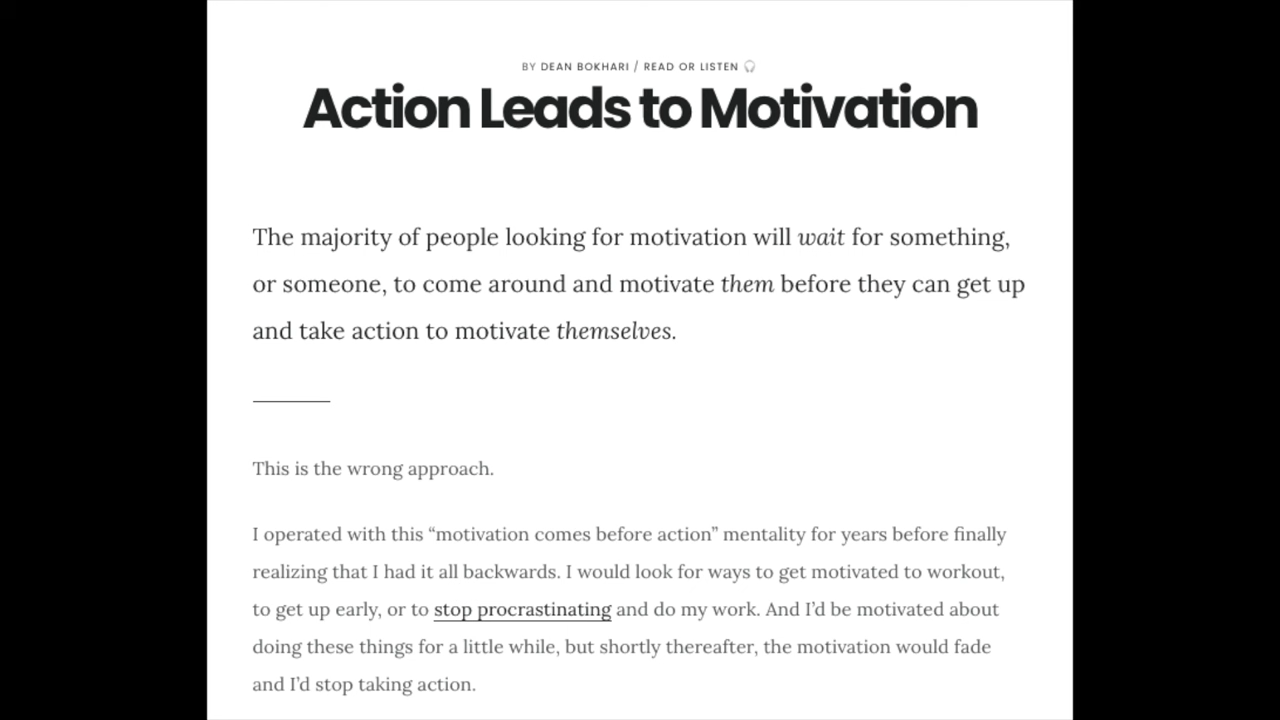 BY DEAN BOKHARI / READ OR LISTEN 🎧
Action Leads to Motivation
The majority of people looking for motivation will wait for something,
or someone, to come around and motivate them before they can get up
and take action to motivate themselves.
This is the wrong approach.
I operated with this “motivation comes before action” mentality for years before finally
realizing that I had it all backwards. I would look for ways to get motivated to workout,
to get up early, or to stop procrastinating and do my work. And I’d be motivated about
doing these things for a little while, but shortly thereafter, the motivation would fade
and I’d stop taking action.